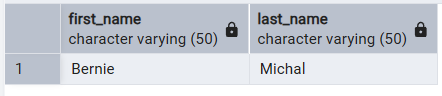 first_name last_name
character varying (50) character varying (50)
1 Bernie Michal